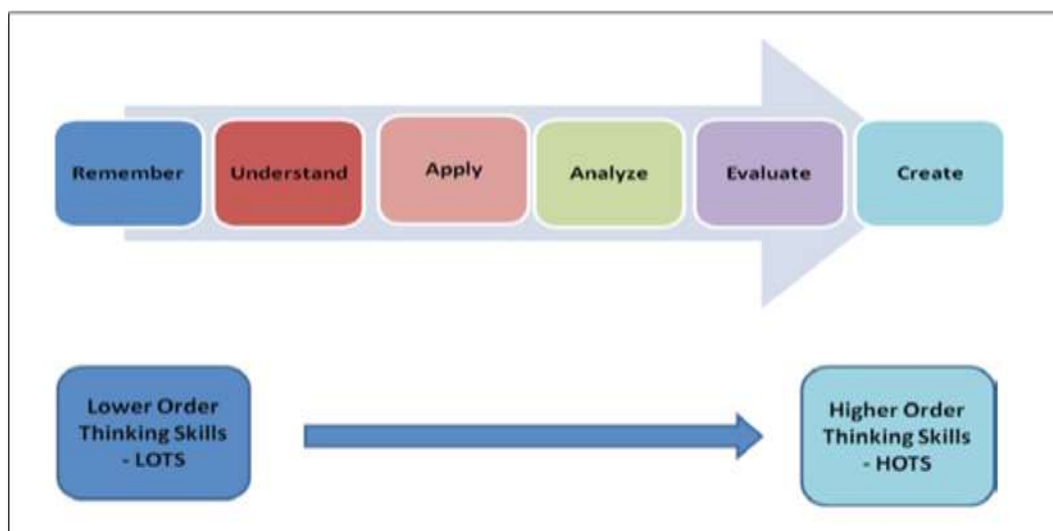 Remember
Understand
Apply
Analyze
Evaluate
Create
Lower Order
Thinking Skills
- LOTS
Higher Order
Thinking Skills
- HOTS